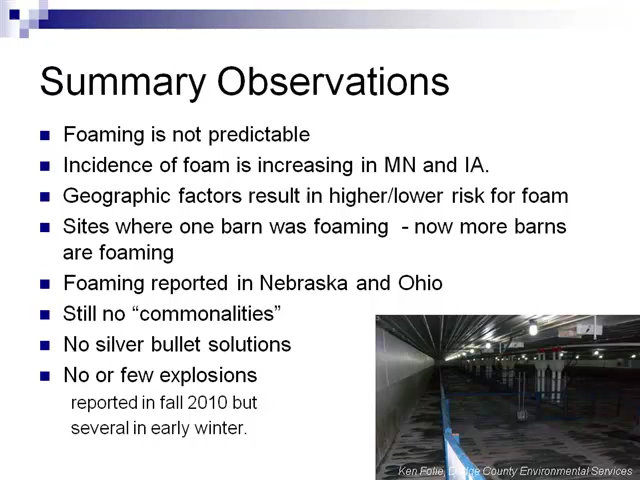 Summary Observations
Foaming is not predictable
Incidence of foam is increasing in MN and IA.
Geographic factors result in higher/lower risk for foam
Sites where one barn was foaming - now more barns
are foaming
Foaming reported in Nebraska and Ohio
Still no “commonalities”
No silver bullet solutions
No or few explosions
reported in fall 2010 but
several in early winter.
Ken Folie, Dodge County Environmental Services